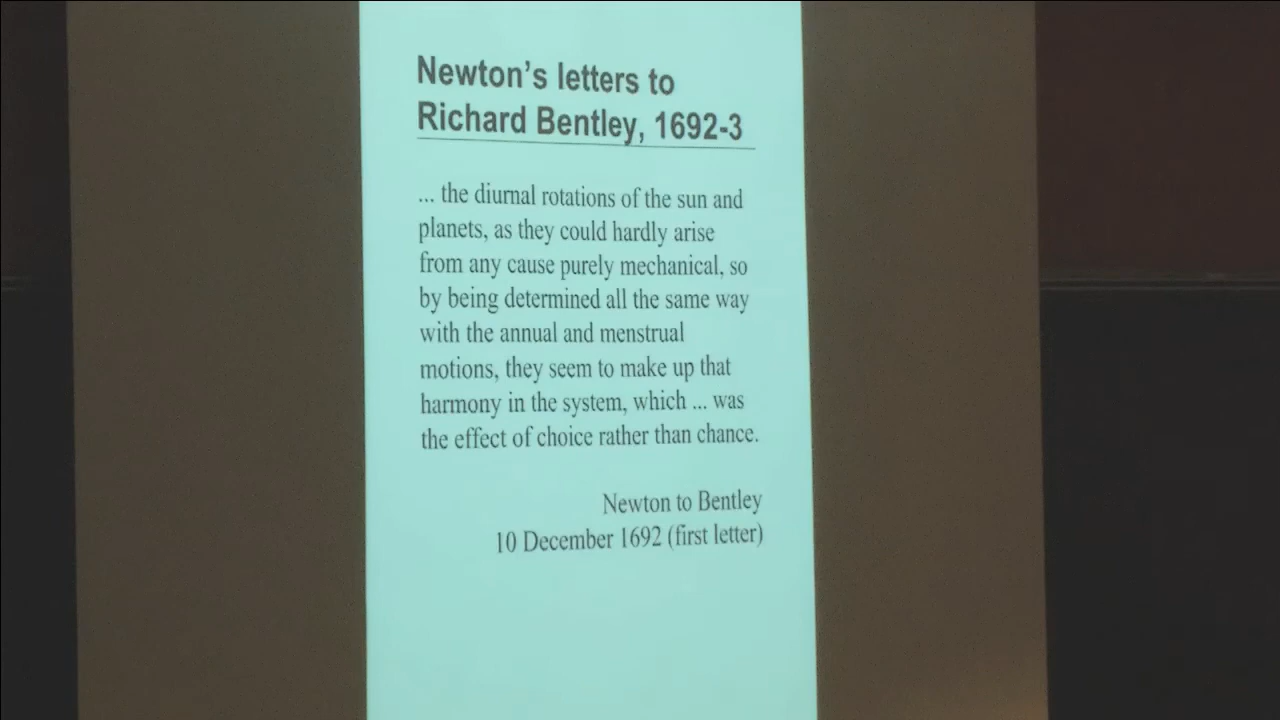 Newton's letters to
Richard Bentley, 1692-3
... the diurnal rotations of the sun and
planets, as they could hardly arise
from any cause purely mechanical, so
by being determined all the same way
with the annual and menstrual
motions, they seem to make up that
harmony in the system, which ... was
the effect of choice rather than chance.
Newton to Bentley
10 December 1692 (first letter)